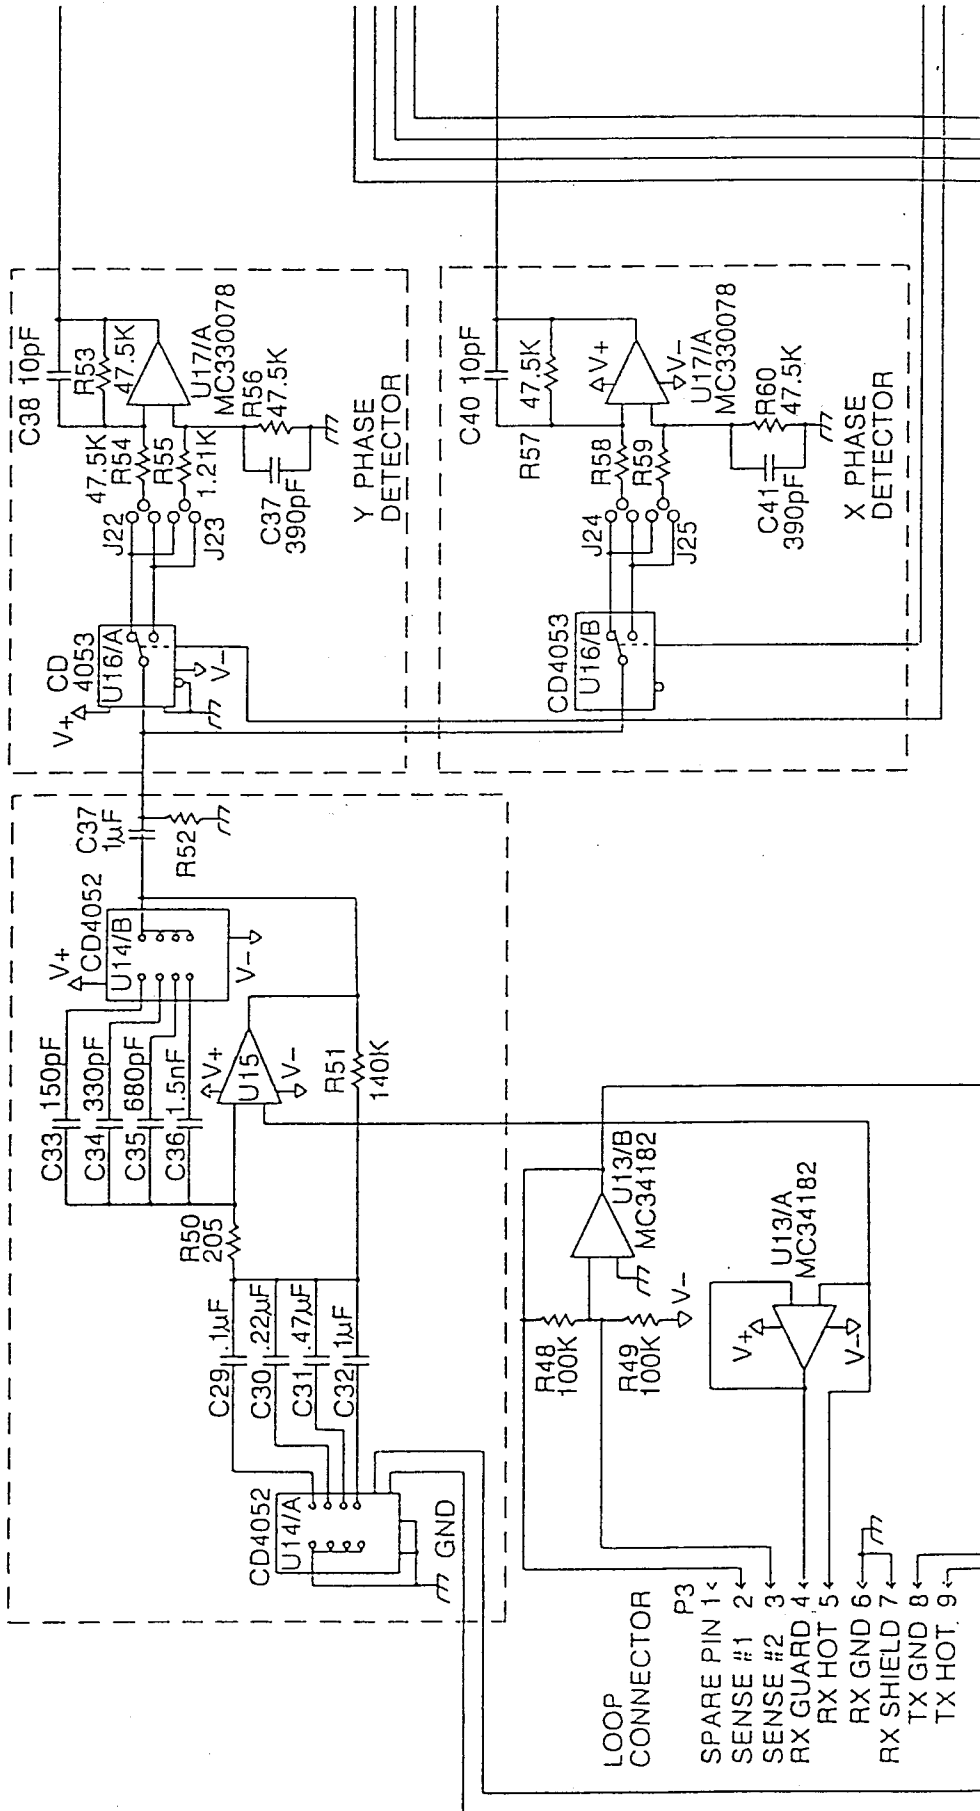 C38 10pF
R53
47.5K
47.5K
R54
R55
1.21K
U17/A
MC330078
R56
47.5K
C37
390pF
Y PHASE
DETECTOR
J22
J23
CD
4053
U16/A
V+
V-
C40 10pF
R57
47.5K
V+
V-
U17/A
MC330078
R58
R59
R60
47.5K
C41
390pF
X PHASE
DETECTOR
J24
J25
CD4053
U16/B
C37
1µF
R52
V+
CD4052
U14/B
V-
C33 150pF
C34 330pF
C35 680pF
C36 1.5nF
V+
U15
V-
R51
140K
R50
205
C29 .1µF
C30 .22µF
C31 .47µF
C32 1µF
CD4052
U14/A
GND
U13/B
MC34182
R48
100K
R49
100K
V-
U13/A
MC34182
V+
V-
LOOP
CONNECTOR
P3
SPARE PIN 1
SENSE #1 2
SENSE #2 3
RX GUARD 4
RX HOT 5
RX GND 6
RX SHIELD 7
TX GND 8
TX HOT 9